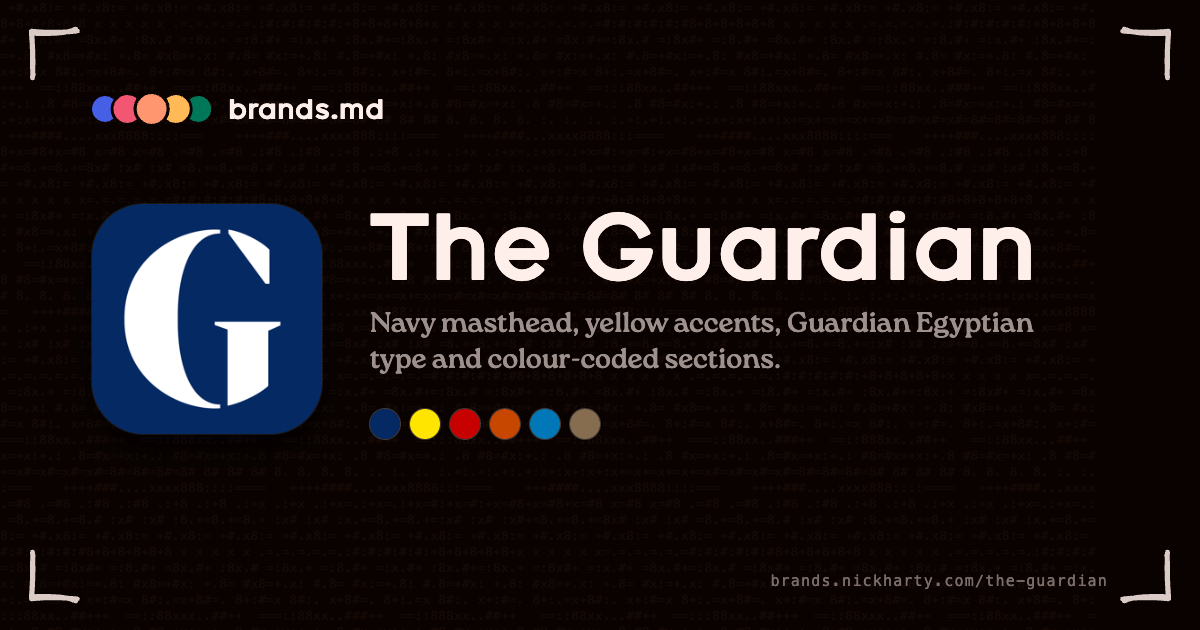 brands.md
G
The Guardian
Navy masthead, yellow accents, Guardian Egyptian
type and colour-coded sections.
brands.nickharty.com/the-guardian